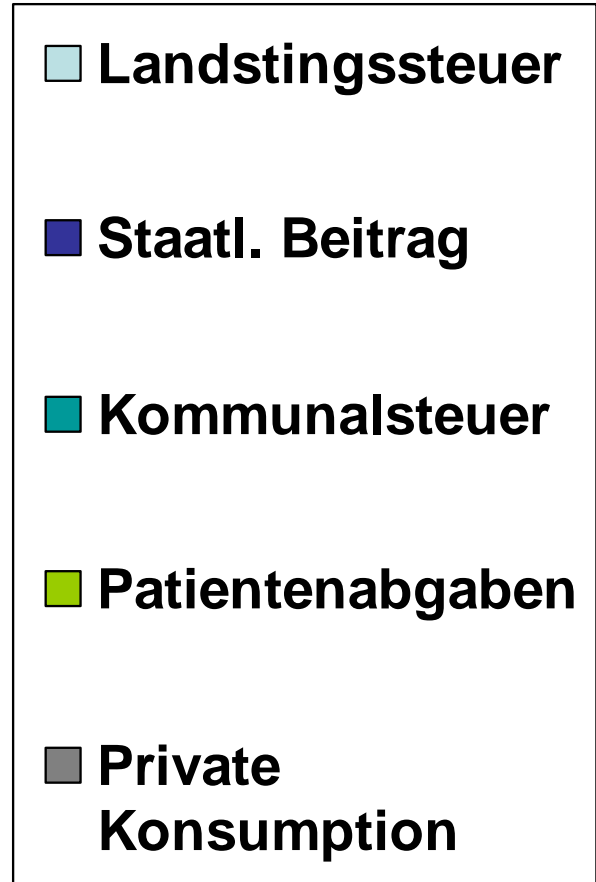 Landstingssteuer
Staatl. Beitrag
Kommunalsteuer
Patientenabgaben
Private
Konsumption